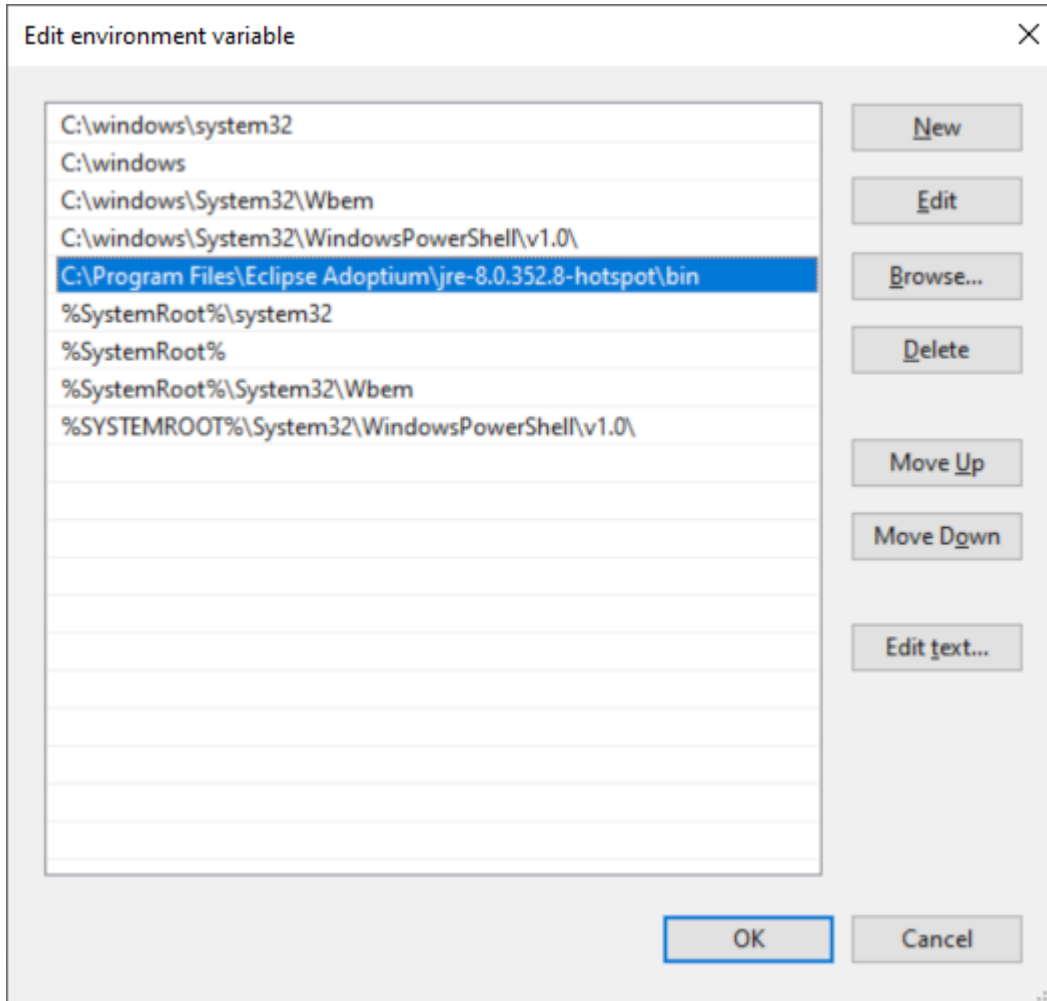 Edit environment variable
C:\windows\system32
C:\windows
C:\windows\System32\Wbem
C:\windows\System32\WindowsPowerShell\v1.0\
C:\Program Files\Eclipse Adoptium\jre-8.0.352.8-hotspot\bin
%SystemRoot%\system32
%SystemRoot%
%SystemRoot%\System32\Wbem
%SYSTEMROOT%\System32\WindowsPowerShell\v1.0\
New
Edit
Browse...
Delete
Move Up
Move Down
Edit text...
OK
Cancel